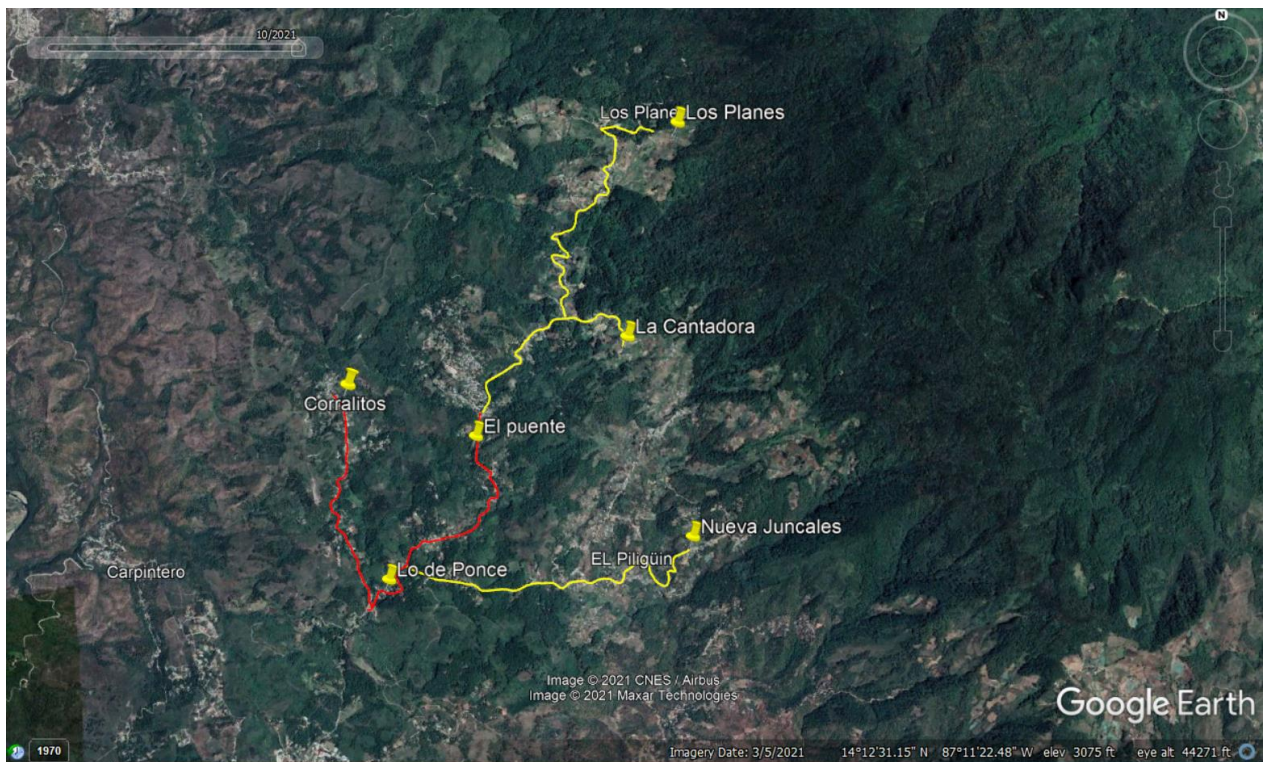 10/2021
N
Los Plane
Los Planes
La Cantadora
Corralitos
El puente
Nueva Juncales
EL Piligüin
Lo de Ponce
Carpintero
Image © 2021 CNES / Airbus
Image © 2021 Maxar Technologies
Google Earth
1970
Imagery Date: 3/5/2021 14°12'31.15" N 87°11'22.48" W elev 3075 ft eye alt 44271 ft